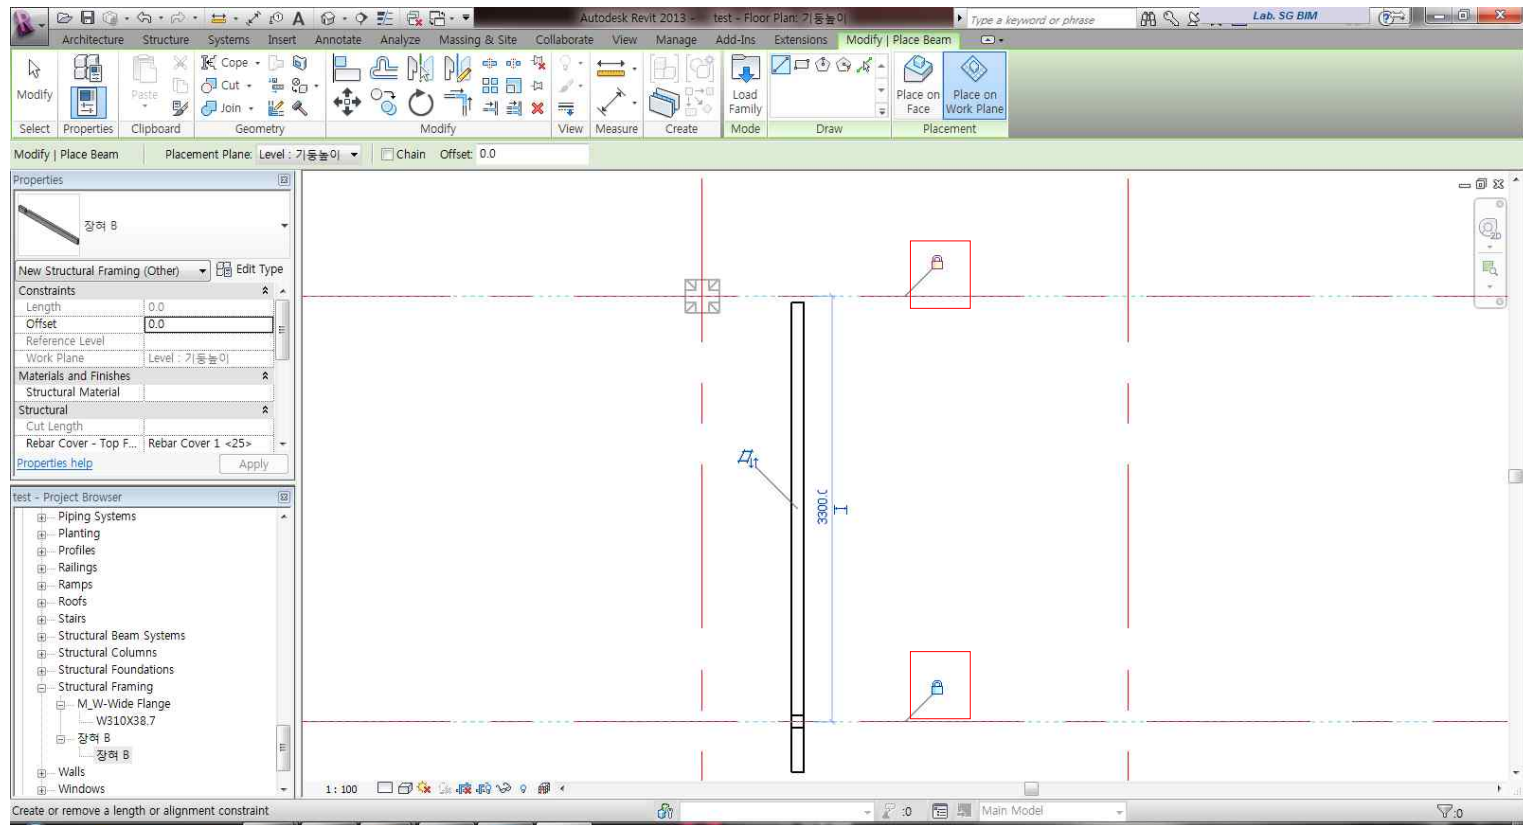 Autodesk Revit 2013 - test - Floor Plan: 기둥높이
Type a keyword or phrase
Lab. SG BIM
Architecture Structure Systems Insert Annotate Analyze Massing & Site Collaborate View Manage Add-Ins Extensions Modify | Place Beam
Modify
Paste
Cope
Cut
Join
Load Family
Place on Face
Place on Work Plane
Select Properties Clipboard Geometry Modify View Measure Create Mode Draw Placement
Modify | Place Beam Placement Plane: Level : 기둥높이 Chain Offset: 0.0
Properties
장혀 B
New Structural Framing (Other) Edit Type
Constraints
Length 0.0
Offset 0.0
Reference Level
Work Plane Level : 기둥높이
Materials and Finishes
Structural Material
Structural
Cut Length
Rebar Cover - Top F... Rebar Cover 1 <25>
Properties help Apply
2D
3300.0
test - Project Browser
Piping Systems
Planting
Profiles
Railings
Ramps
Roofs
Stairs
Structural Beam Systems
Structural Columns
Structural Foundations
Structural Framing
M_W-Wide Flange
W310X38.7
장혀 B
장혀 B
Walls
Windows
1 : 100
Create or remove a length or alignment constraint
:0
Main Model
:0